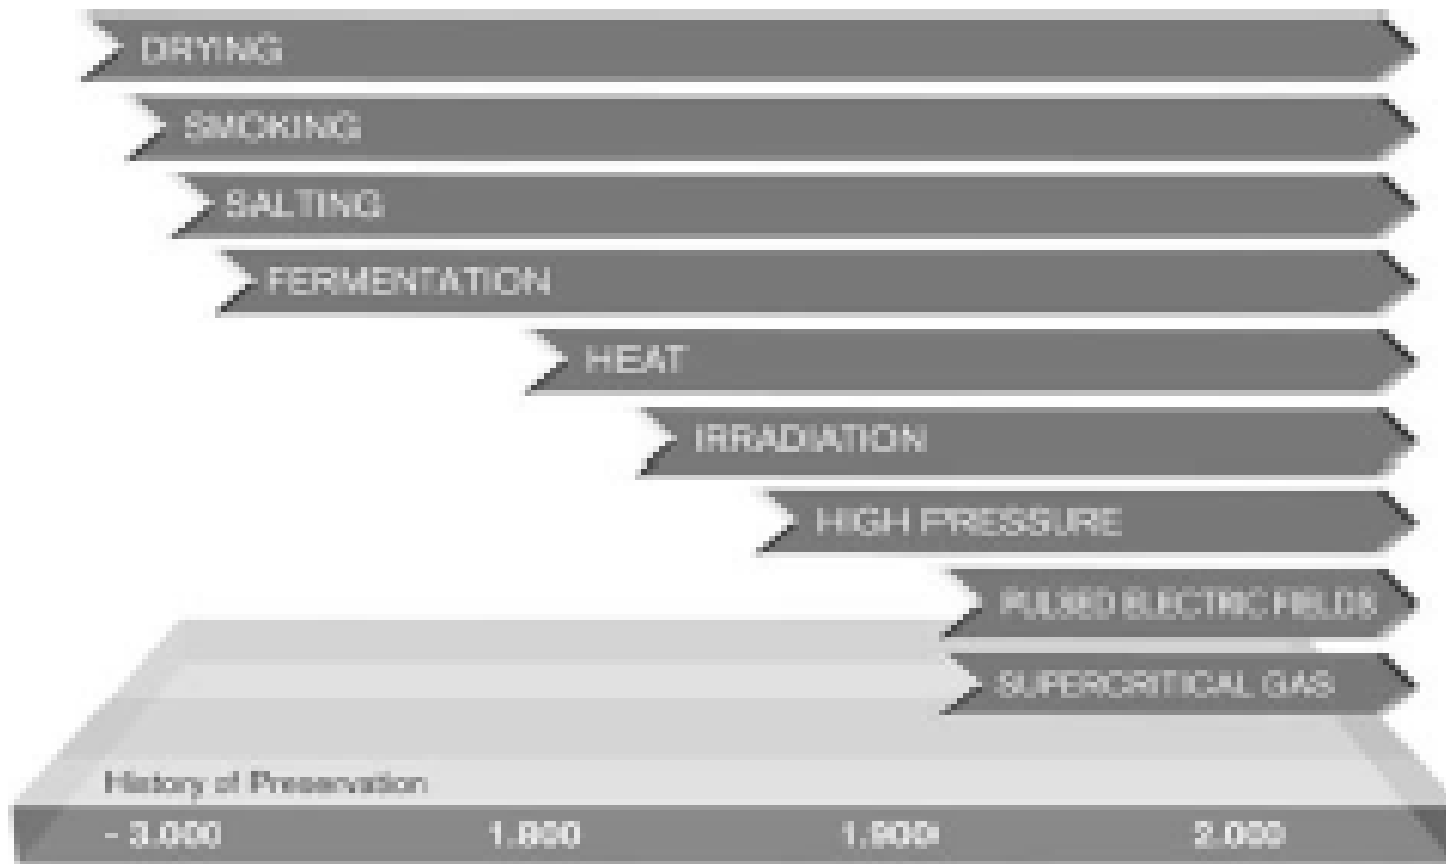 DRYING
SMOKING
SALTING
FERMENTATION
HEAT
IRRADIATION
HIGH PRESSURE
PULSED ELECTRIC FIELDS
SUPERCRITICAL GAS
History of Preservation
- 3.000 1.800 1.900 2.000